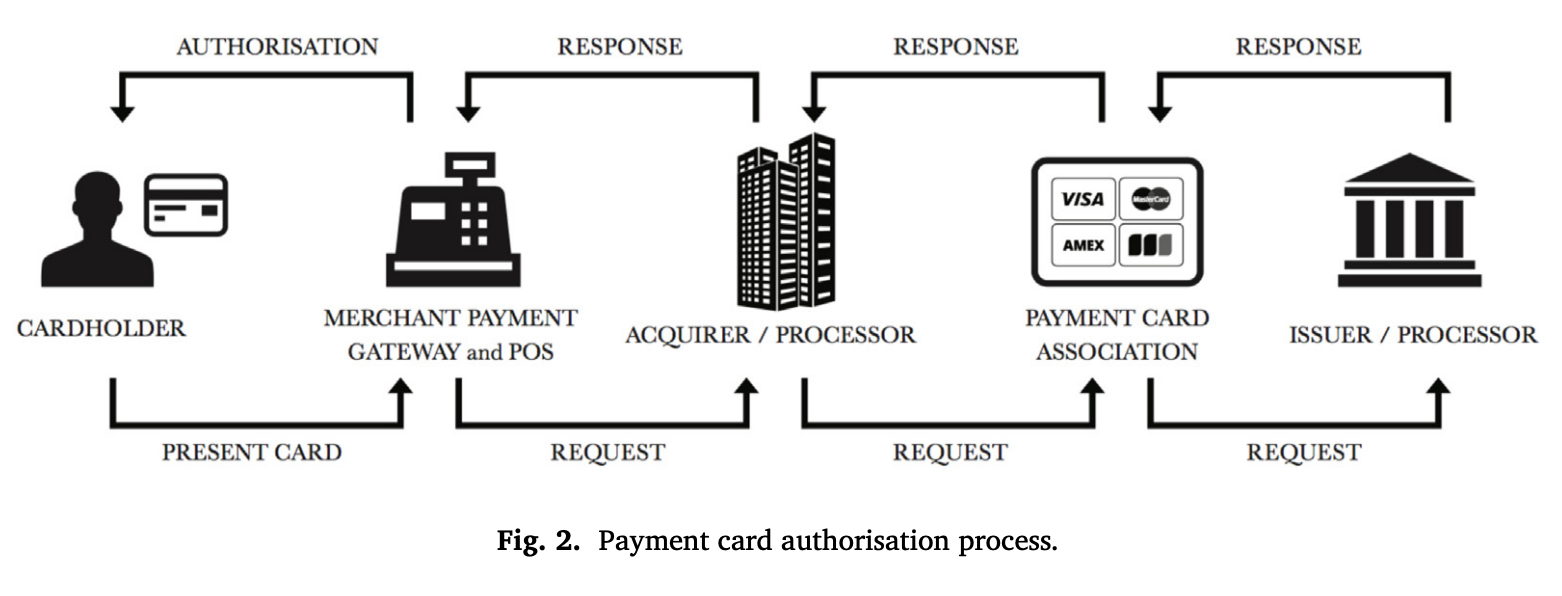 AUTHORISATION
RESPONSE
RESPONSE
RESPONSE
VISA
MasterCard
AMEX
CARDHOLDER
MERCHANT PAYMENT
GATEWAY and POS
ACQUIRER / PROCESSOR
PAYMENT CARD
ASSOCIATION
ISSUER / PROCESSOR
PRESENT CARD
REQUEST
REQUEST
REQUEST
Fig. 2. Payment card authorisation process.